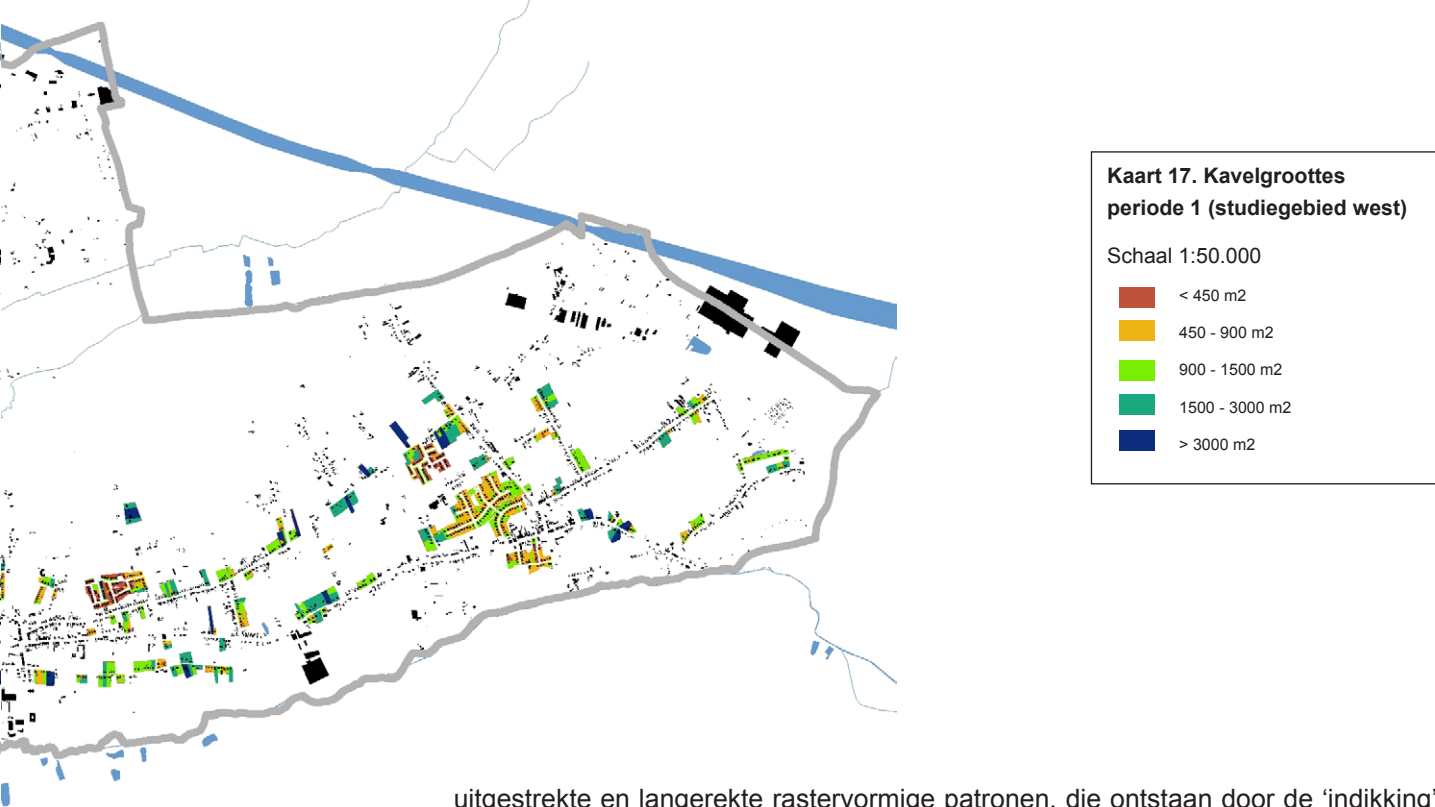 Kaart 17. Kavelgroottes
periode 1 (studiegebied west)
Schaal 1:50.000
< 450 m2
450 - 900 m2
900 - 1500 m2
1500 - 3000 m2
> 3000 m2
uitgestrekte en langerekte rastervormige patronen, die ontstaan door de ‘indikking’